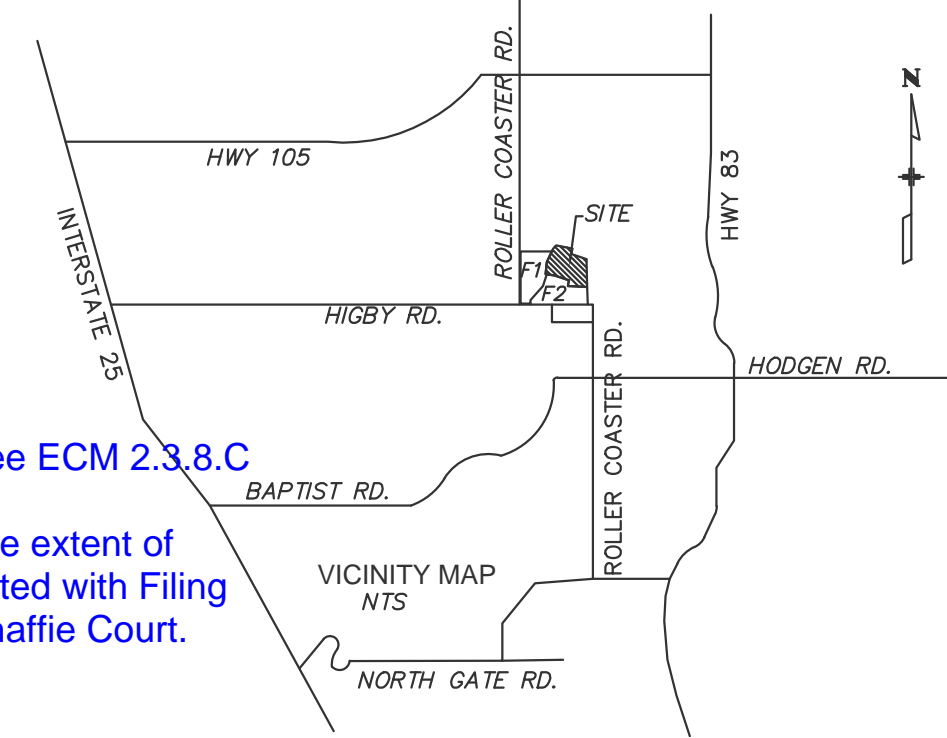 ROLLER COASTER RD.
N
HWY 105
HWY 83
SITE
INTERSTATE 25
F1
F2
HIGBY RD.
ROLLER COASTER RD.
HODGEN RD.
ee ECM 2.3.8.C
BAPTIST RD.
e extent of
ted with Filing
naffie Court.
VICINITY MAP
NTS
NORTH GATE RD.